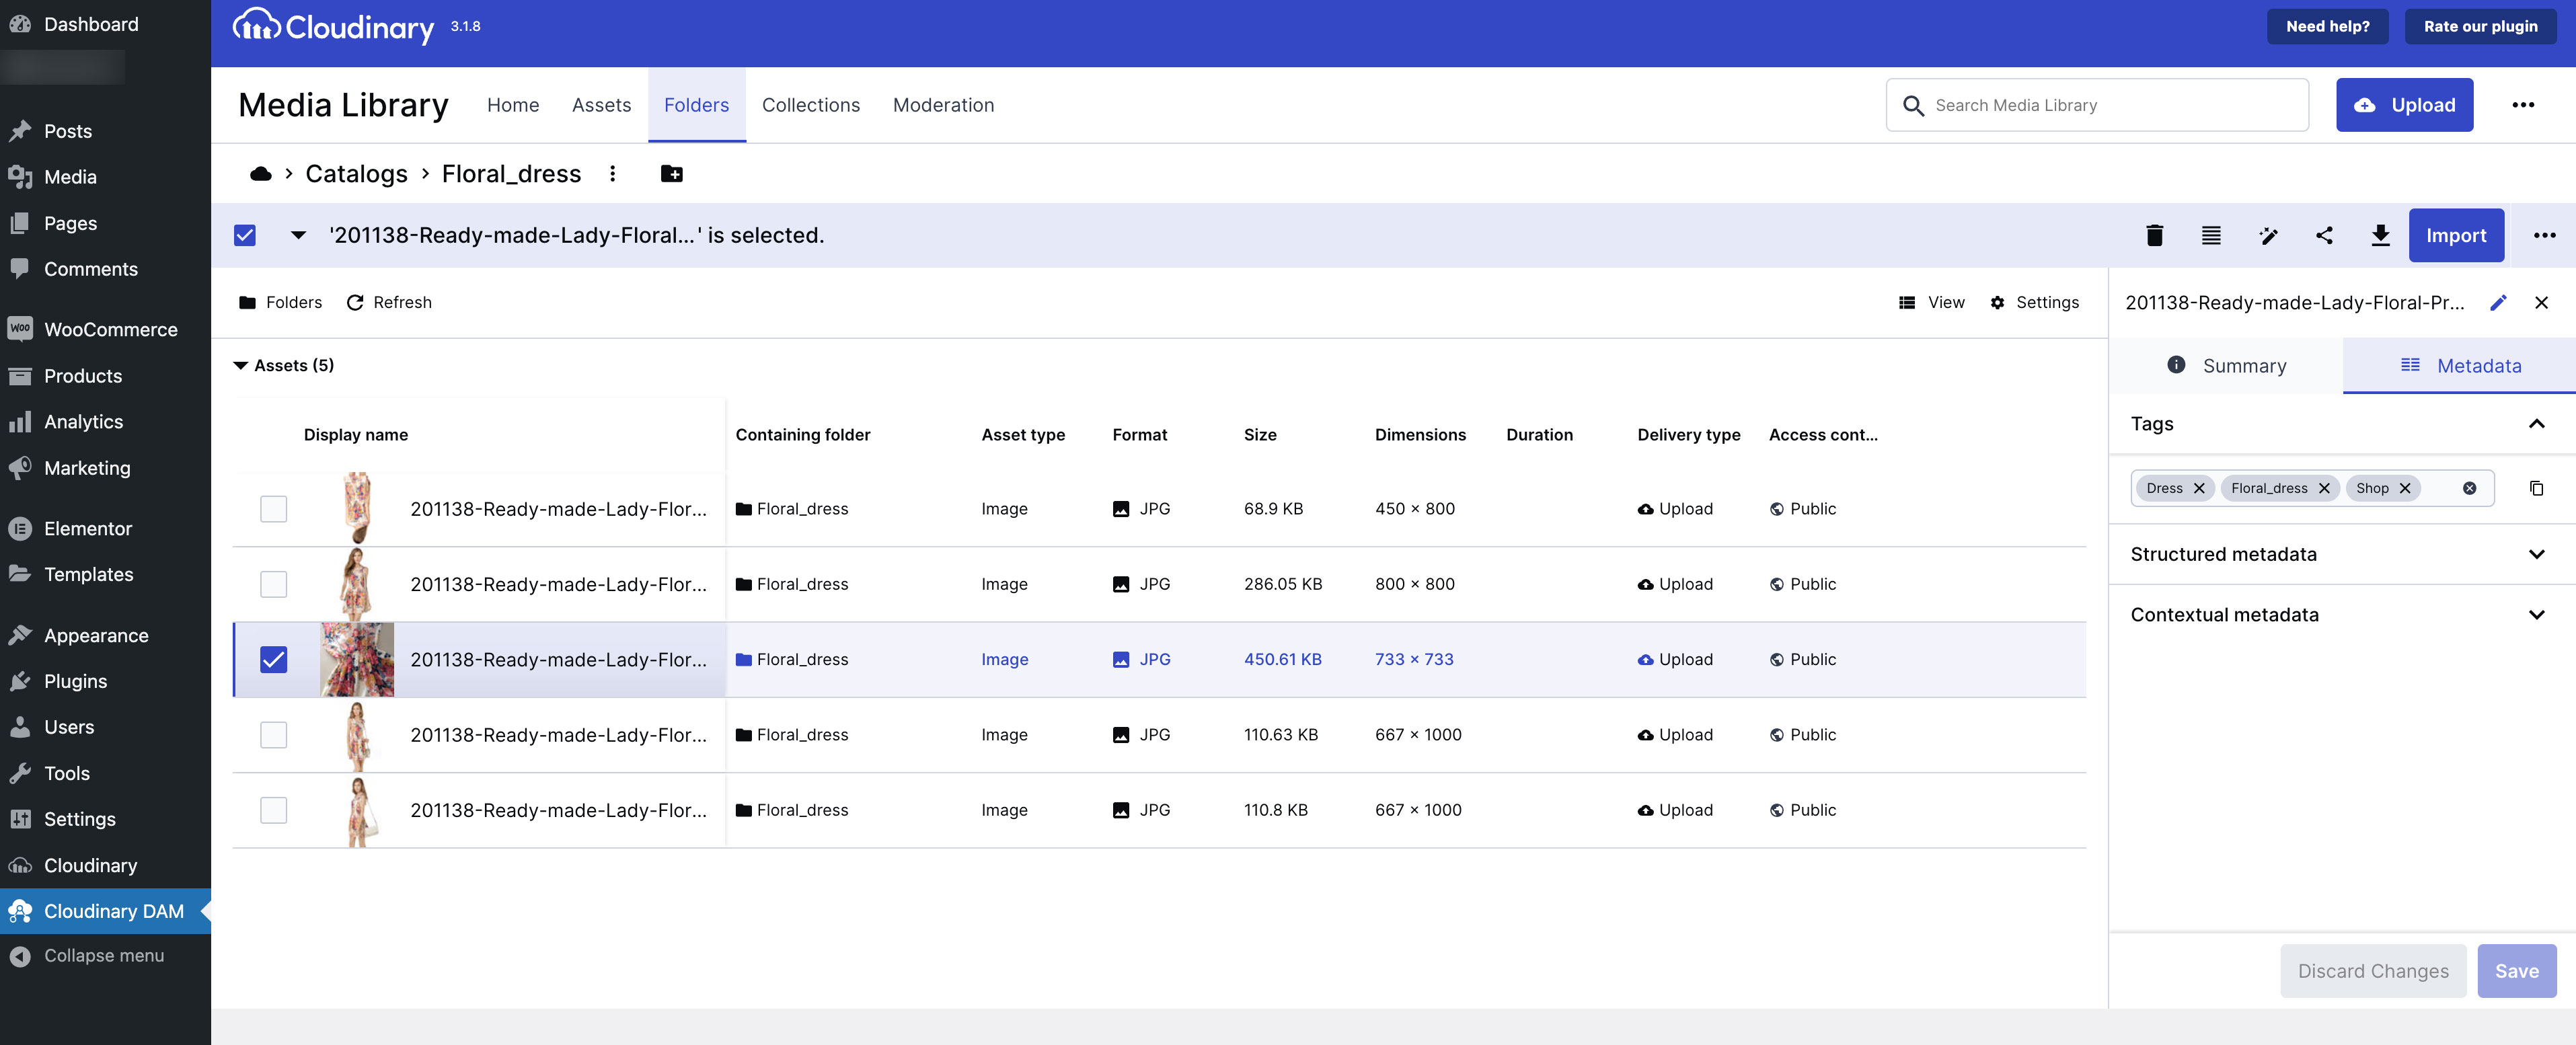 Dashboard
Posts
Media
Pages
Comments
WOO WooCommerce
Products
Analytics
Marketing
Elementor
Templates
Appearance
Plugins
Users
Tools
Settings
Cloudinary
Cloudinary DAM
Collapse menu
Cloudinary 3.1.8 Need help? Rate our plugin
Media Library Home Assets Folders Collections Moderation Search Media Library Upload
Catalogs › Floral_dress
'201138-Ready-made-Lady-Floral...' is selected. Import
Folders Refresh View Settings
Assets (5)
Display name Containing folder Asset type Format Size Dimensions Duration Delivery type Access cont...
201138-Ready-made-Lady-Flor... Floral_dress Image JPG 68.9 KB 450 × 800 Upload Public
201138-Ready-made-Lady-Flor... Floral_dress Image JPG 286.05 KB 800 × 800 Upload Public
201138-Ready-made-Lady-Flor... Floral_dress Image JPG 450.61 KB 733 × 733 Upload Public
201138-Ready-made-Lady-Flor... Floral_dress Image JPG 110.63 KB 667 × 1000 Upload Public
201138-Ready-made-Lady-Flor... Floral_dress Image JPG 110.8 KB 667 × 1000 Upload Public
201138-Ready-made-Lady-Floral-Pr...
Summary Metadata
Tags
Dress Floral_dress Shop
Structured metadata
Contextual metadata
Discard Changes Save